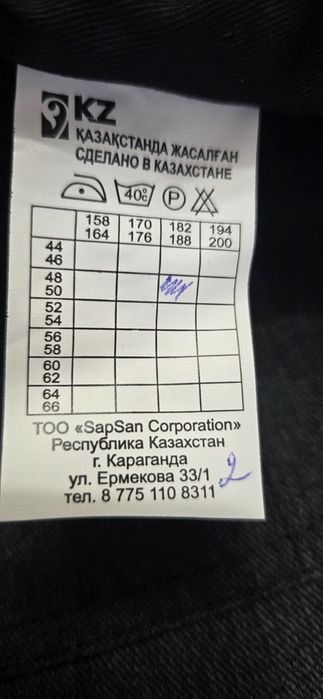 KZ
ҚАЗАҚСТАНДА ЖАСАЛҒАН
СДЕЛАНО В КАЗАХСТАНЕ
40°C P
158 170 182 194
164 176 188 200
44
46
48
50
52
54
56
58
60
62
64
66
ТОО «SapSan Corporation»
Республика Казахстан
г. Караганда
ул. Ермекова 33/1 2
тел. 8 775 110 8311